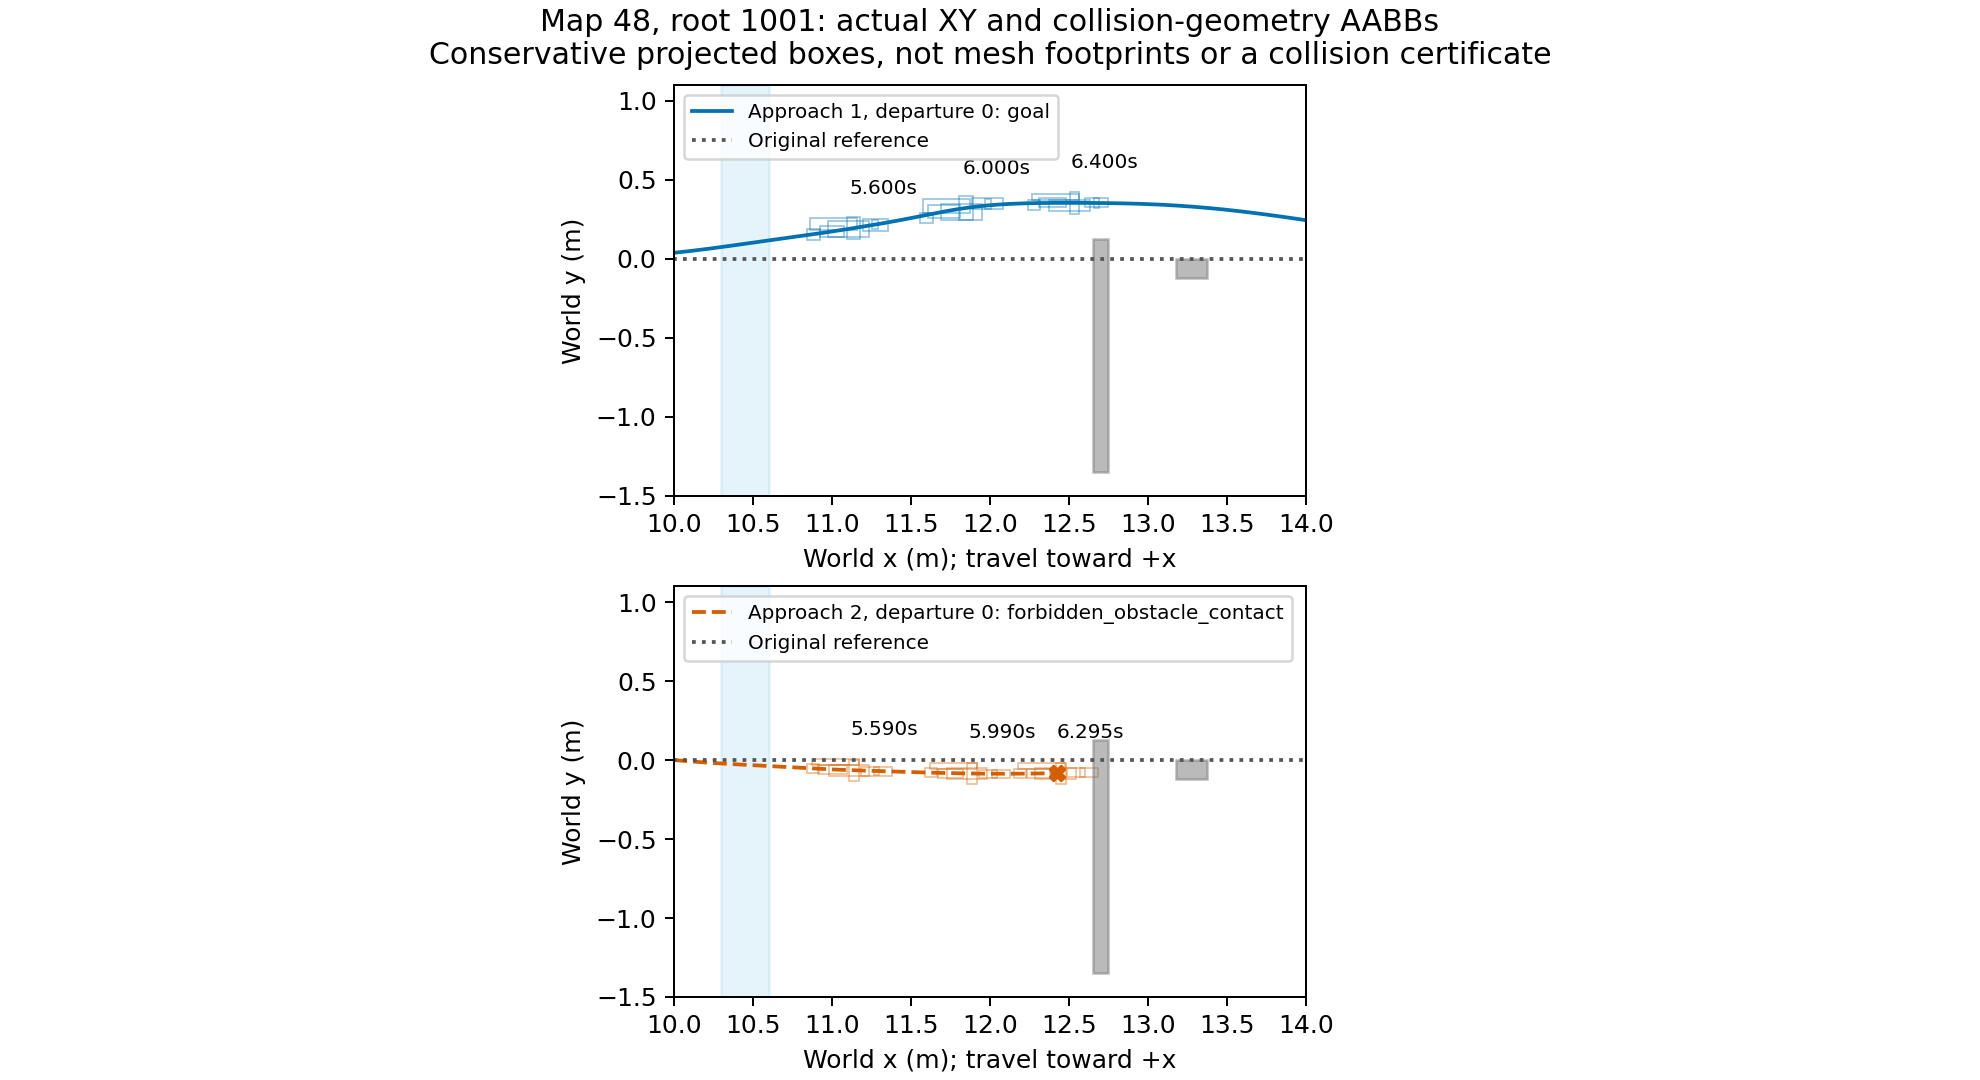 Map 48, root 1001: actual XY and collision-geometry AABBs
Conservative projected boxes, not mesh footprints or a collision certificate
Approach 1, departure 0: goal
Original reference
5.600s
6.000s
6.400s
1.0
0.5
0.0
−0.5
−1.0
−1.5
World y (m)
10.0 10.5 11.0 11.5 12.0 12.5 13.0 13.5 14.0
World x (m); travel toward +x
Approach 2, departure 0: forbidden_obstacle_contact
Original reference
5.590s
5.990s
6.295s
1.0
0.5
0.0
−0.5
−1.0
−1.5
World y (m)
10.0 10.5 11.0 11.5 12.0 12.5 13.0 13.5 14.0
World x (m); travel toward +x